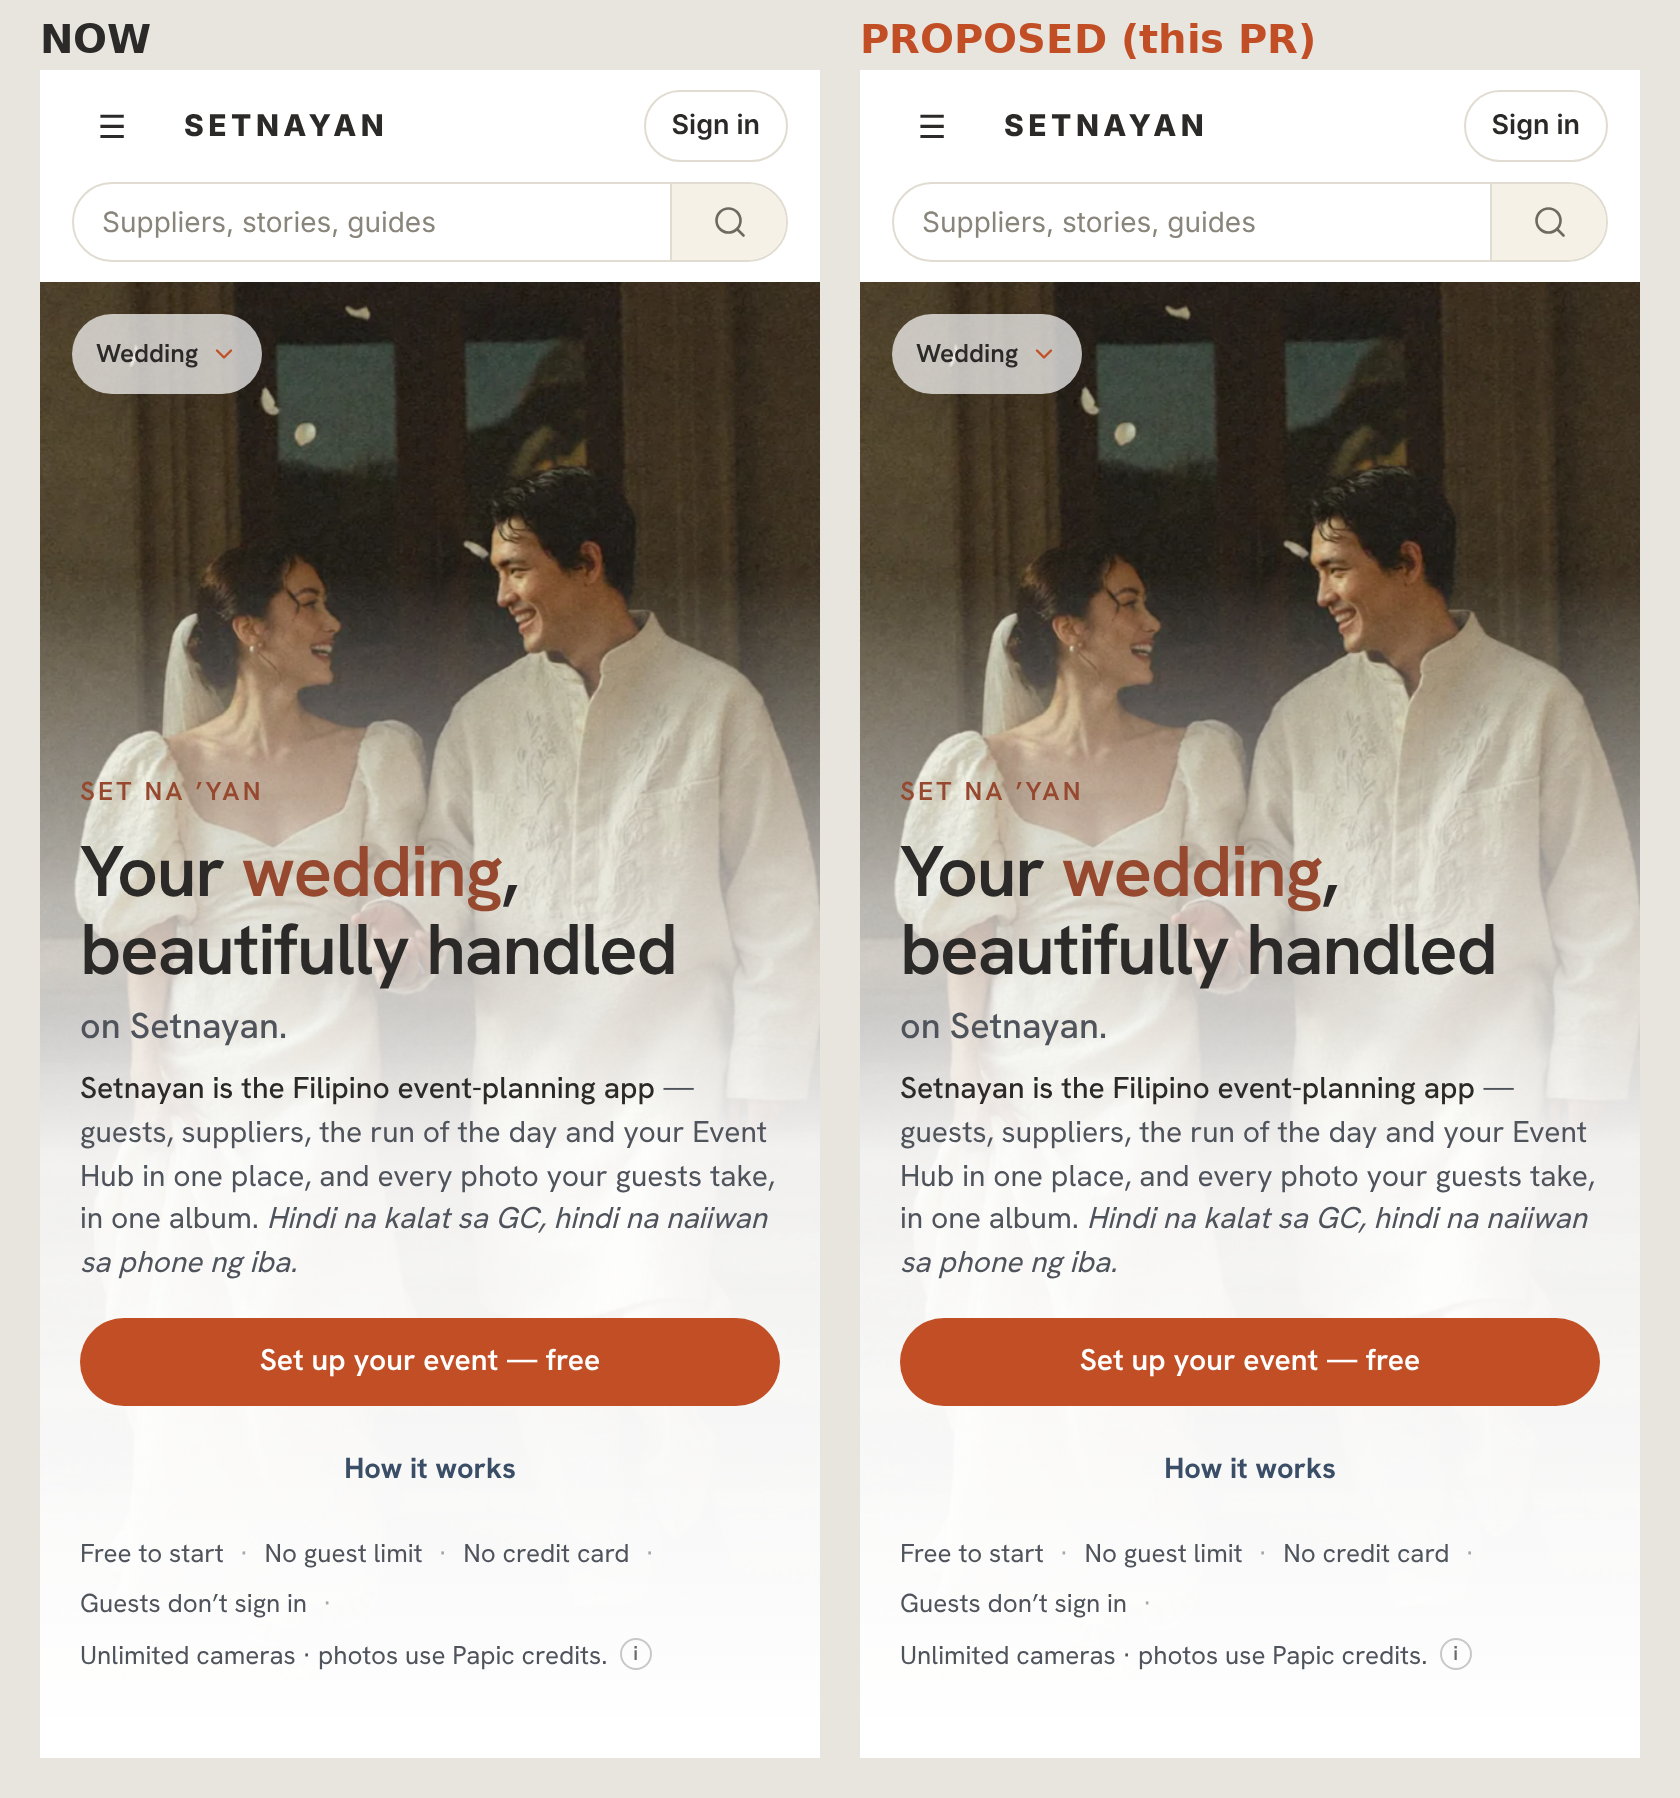 NOW
SETNAYAN
Sign in
Suppliers, stories, guides
Wedding
SET NA ’YAN
Your wedding,
beautifully handled
on Setnayan.
Setnayan is the Filipino event-planning app —
guests, suppliers, the run of the day and your Event
Hub in one place, and every photo your guests take,
in one album. Hindi na kalat sa GC, hindi na naiiwan
sa phone ng iba.
Set up your event — free
How it works
Free to start · No guest limit · No credit card ·
Guests don’t sign in ·
Unlimited cameras · photos use Papic credits. i
PROPOSED (this PR)
SETNAYAN
Sign in
Suppliers, stories, guides
Wedding
SET NA ’YAN
Your wedding,
beautifully handled
on Setnayan.
Setnayan is the Filipino event-planning app —
guests, suppliers, the run of the day and your Event
Hub in one place, and every photo your guests take,
in one album. Hindi na kalat sa GC, hindi na naiiwan
sa phone ng iba.
Set up your event — free
How it works
Free to start · No guest limit · No credit card ·
Guests don’t sign in ·
Unlimited cameras · photos use Papic credits. i